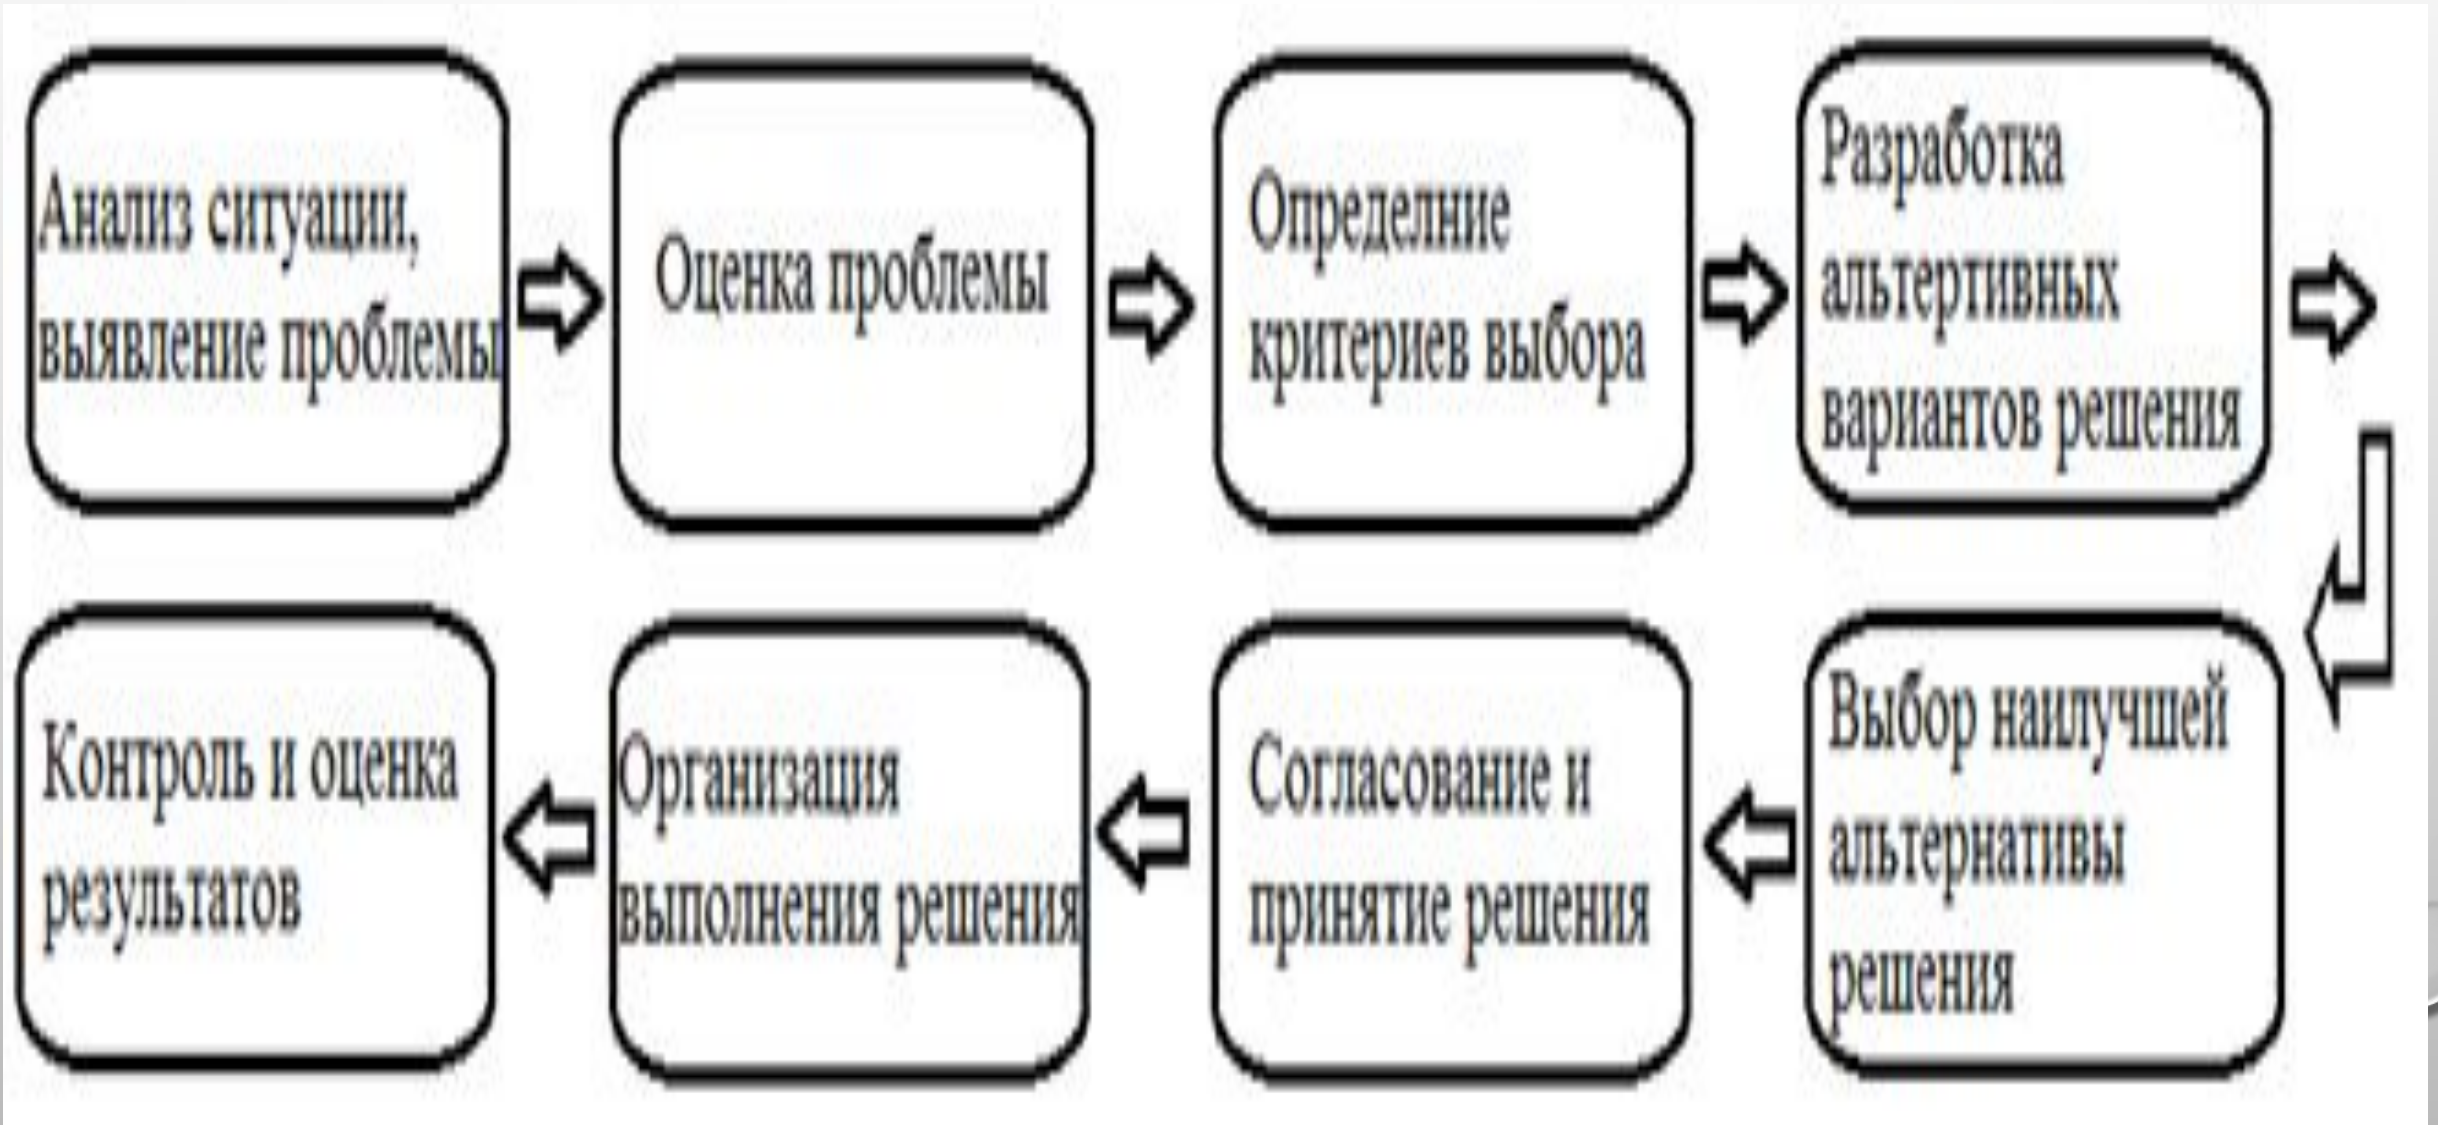 Анализ ситуации,
выявление проблемы
Оценка проблемы
Определние
критериев выбора
Разработка
альтертивных
вариантов решения
Выбор наилучшей
альтернативы
решения
Согласование и
принятие решения
Организация
выполнения решения
Контроль и оценка
результатов